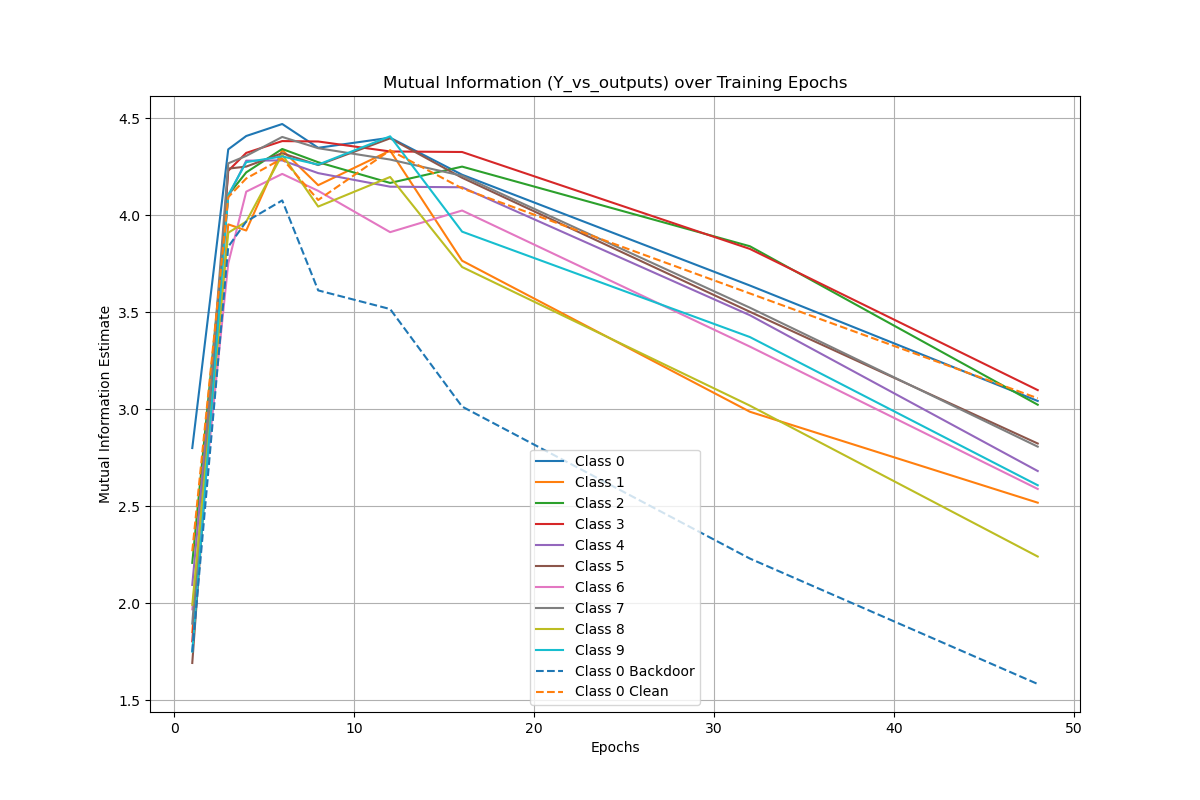 Mutual Information (Y_vs_outputs) over Training Epochs
Mutual Information Estimate
4.5
4.0
3.5
3.0
2.5
2.0
1.5
Class 0
Class 1
Class 2
Class 3
Class 4
Class 5
Class 6
Class 7
Class 8
Class 9
Class 0 Backdoor
Class 0 Clean
0 10 20 30 40 50
Epochs